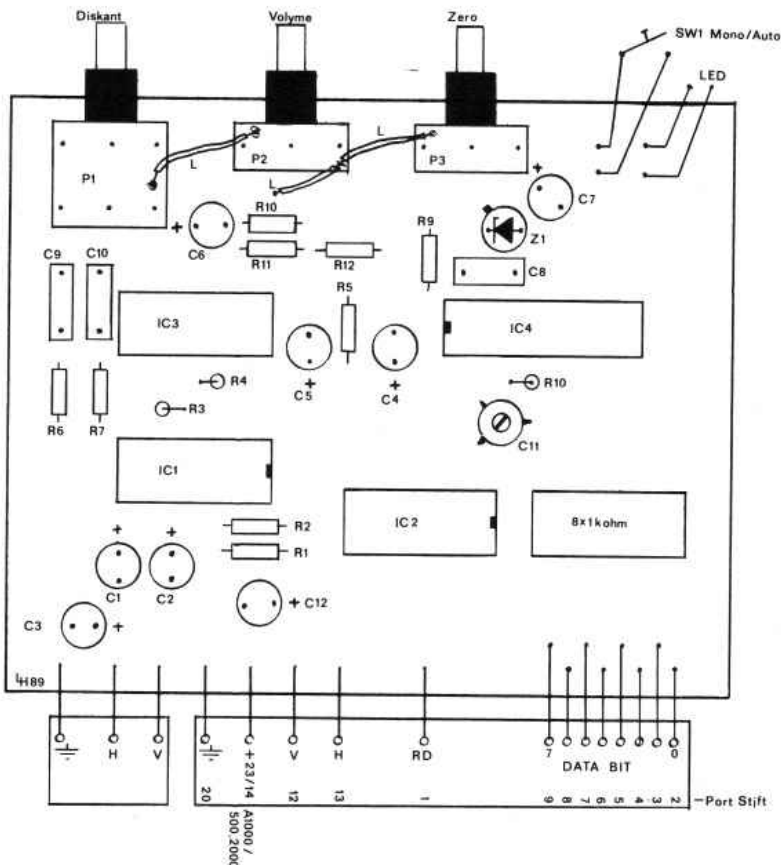 Diskant
Volyme
Zero
SW1 Mono/Auto
LED
P1
L
P2
L
L
P3
C7
Z1
C6
R10
R11
R12
R9
C8
C9
C10
R5
IC3
IC4
C5
C4
R4
R3
R10
R6
R7
C11
IC1
IC2
8x1kohm
R2
R1
C1
C2
C12
C3
LH89
H
V
+23/14 A1000/
500,2000
V
H
RD
7
DATA BIT
0
20
12
13
1
9
8
7
6
5
4
3
2
Port Stift